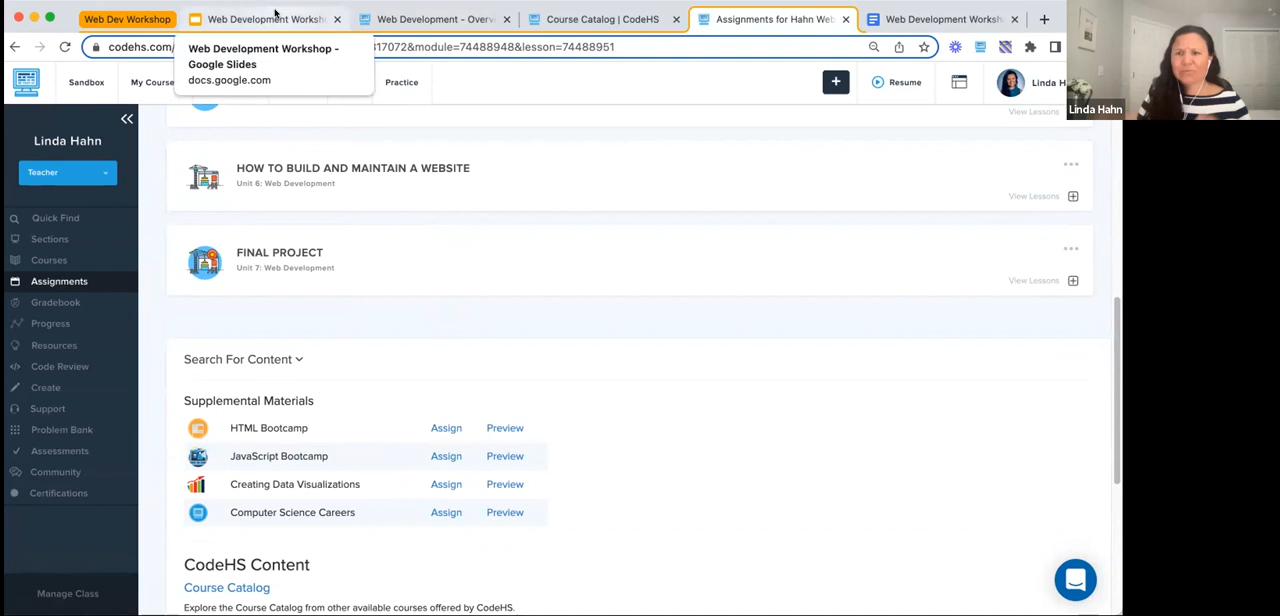 Web Dev Workshop
Web Development Worksh
Web Development - Overv
Course Catalog | CodeHS
Assignments for Hahn Web
Web Development Worksh
codehs.com/
817072&module=74488948&lesson=74488951
Web Development Workshop -
Google Slides
docs.google.com
Sandbox
My Course
Practice
Resume
Linda H
Linda Hahn
View Lessons
Linda Hahn
Teacher
Quick Find
Sections
Courses
Assignments
Gradebook
Progress
Resources
Code Review
Create
Support
Problem Bank
Assessments
Community
Certifications
Manage Class
HOW TO BUILD AND MAINTAIN A WEBSITE
Unit 6: Web Development
View Lessons
FINAL PROJECT
Unit 7: Web Development
View Lessons
Search For Content
Supplemental Materials
HTML Bootcamp Assign Preview
JavaScript Bootcamp Assign Preview
Creating Data Visualizations Assign Preview
Computer Science Careers Assign Preview
CodeHS Content
Course Catalog
Explore the Course Catalog from other available courses offered by CodeHS.